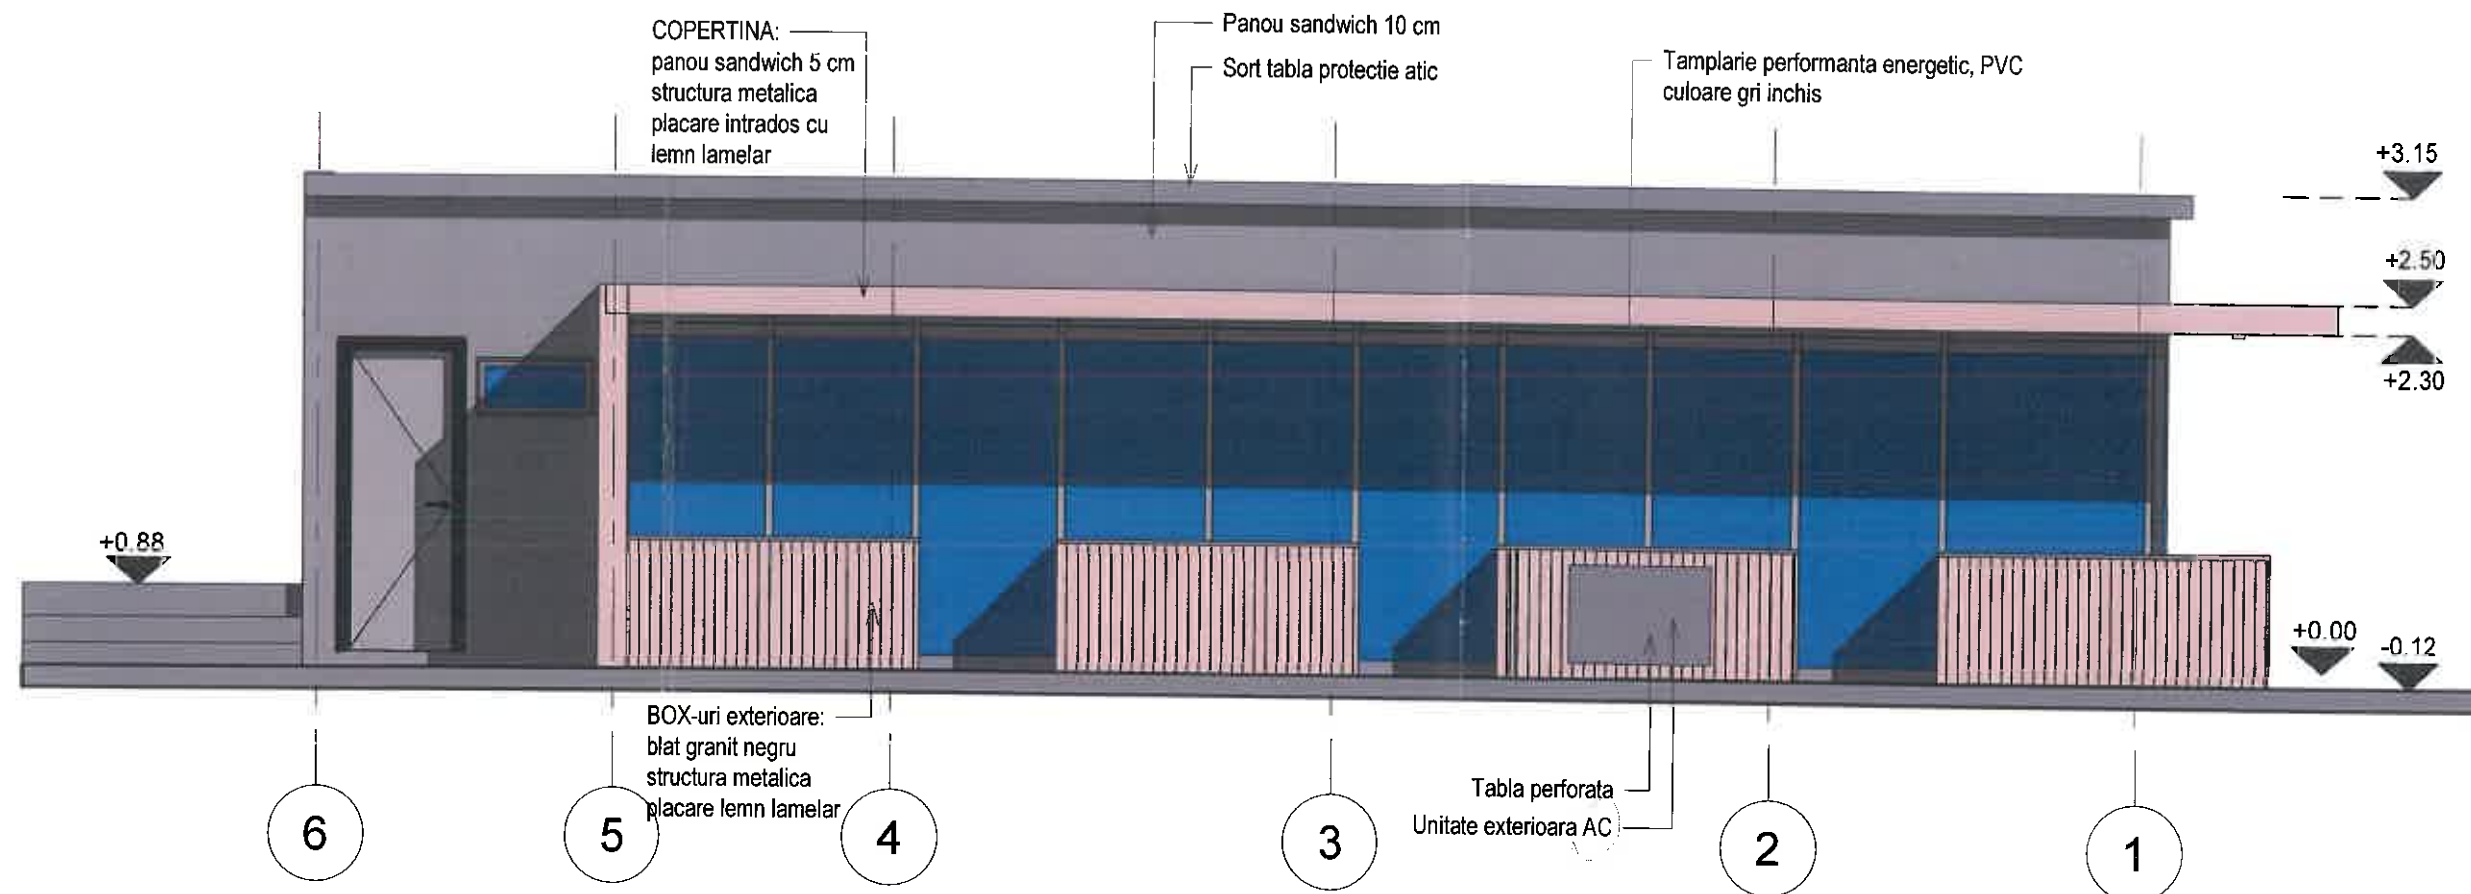 COPERTINA:
panou sandwich 5 cm
structura metalica
placare intrados cu
lemn lamelar
Panou sandwich 10 cm
Sort tabla protectie atic
Tamplarie performanta energetic, PVC
culoare gri inchis
+3.15
+2.50
+2.30
+0.88
+0.00
-0.12
BOX-uri exterioare:
blat granit negru
structura metalica
placare lemn lamelar
Tabla perforata
Unitate exterioara AC
6
5
4
3
2
1